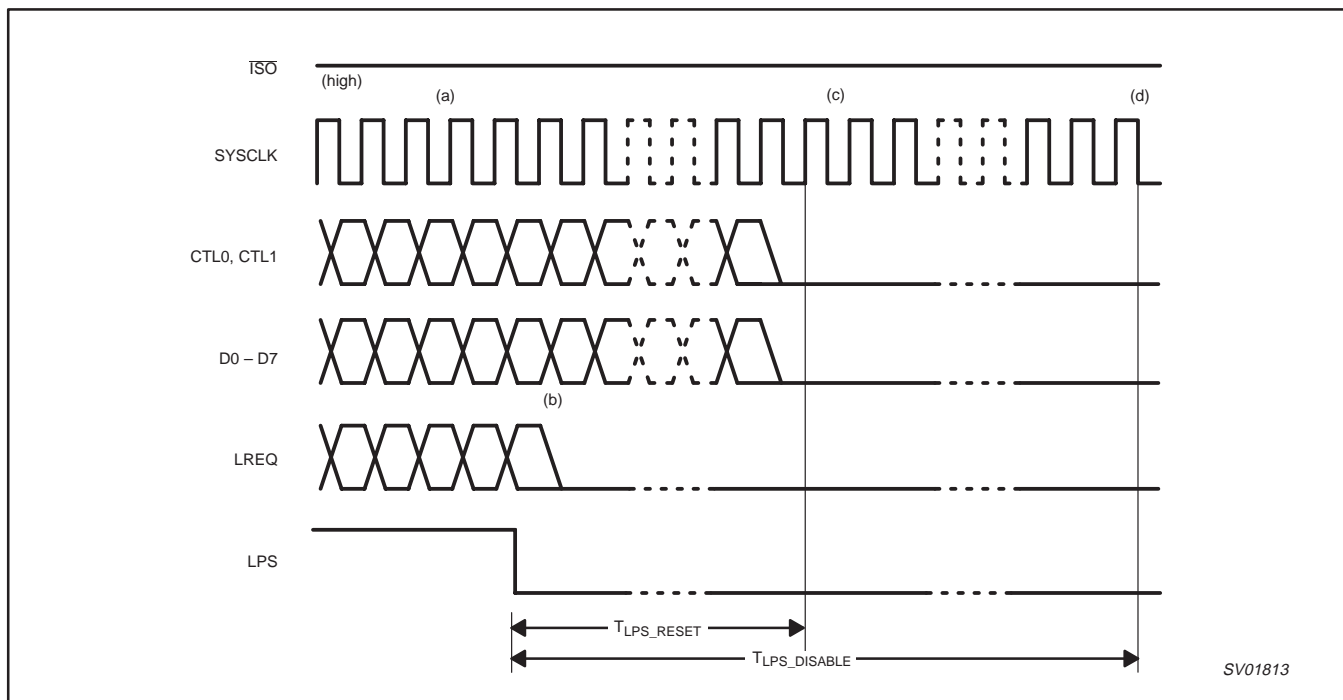 ISO
(high)
(a)
(c)
(d)
SYSCLK
CTL0, CTL1
D0 – D7
(b)
LREQ
LPS
TLPS_RESET
TLPS_DISABLE
SV01813